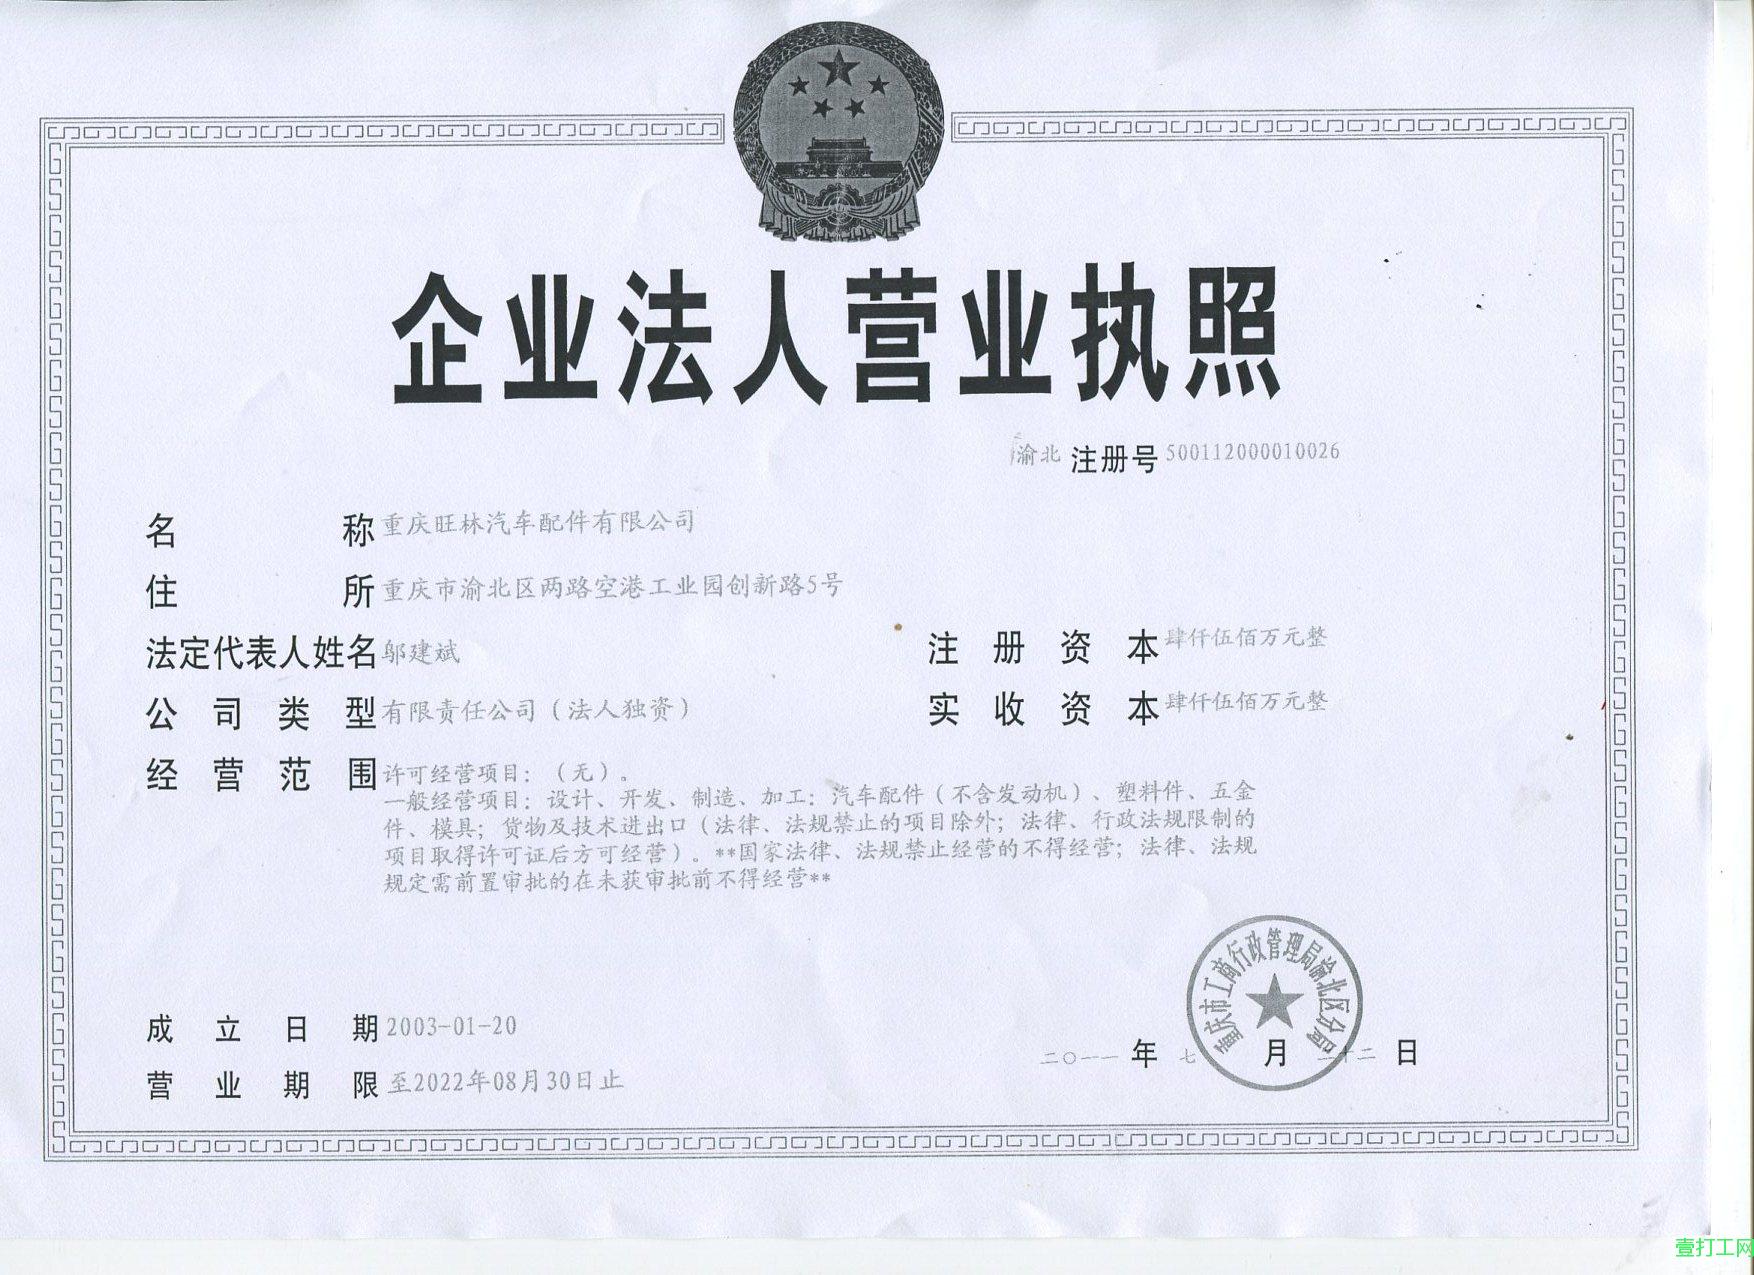 企业法人营业执照
渝北 注册号 500112000010026
名称 重庆旺林汽车配件有限公司
住所 重庆市渝北区两路空港工业园创新路5号
法定代表人姓名 邬建斌
注册资本 肆仟伍佰万元整
公司类型 有限责任公司（法人独资）
实收资本 肆仟伍佰万元整
经营范围 许可经营项目：（无）。
一般经营项目：设计、开发、制造、加工：汽车配件（不含发动机）、塑料件、五金
件、模具；货物及技术进出口（法律、法规禁止的项目除外；法律、行政法规限制的
项目取得许可证后方可经营）。**国家法律、法规禁止经营的不得经营；法律、法规
规定需前置审批的在未获审批前不得经营**
重庆市工商行政管理局渝北区分局
成立日期 2003-01-20
二○一一 年 七 月 二十二 日
营业期限 至2022年08月30日止
壹打工网